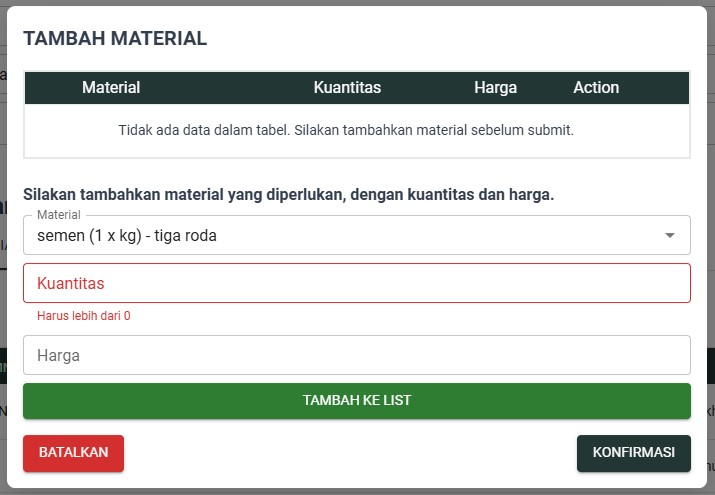 TAMBAH MATERIAL
Material Kuantitas Harga Action
Tidak ada data dalam tabel. Silakan tambahkan material sebelum submit.
Silakan tambahkan material yang diperlukan, dengan kuantitas dan harga.
Material
semen (1 x kg) - tiga roda
Kuantitas
Harus lebih dari 0
Harga
TAMBAH KE LIST
BATALKAN KONFIRMASI